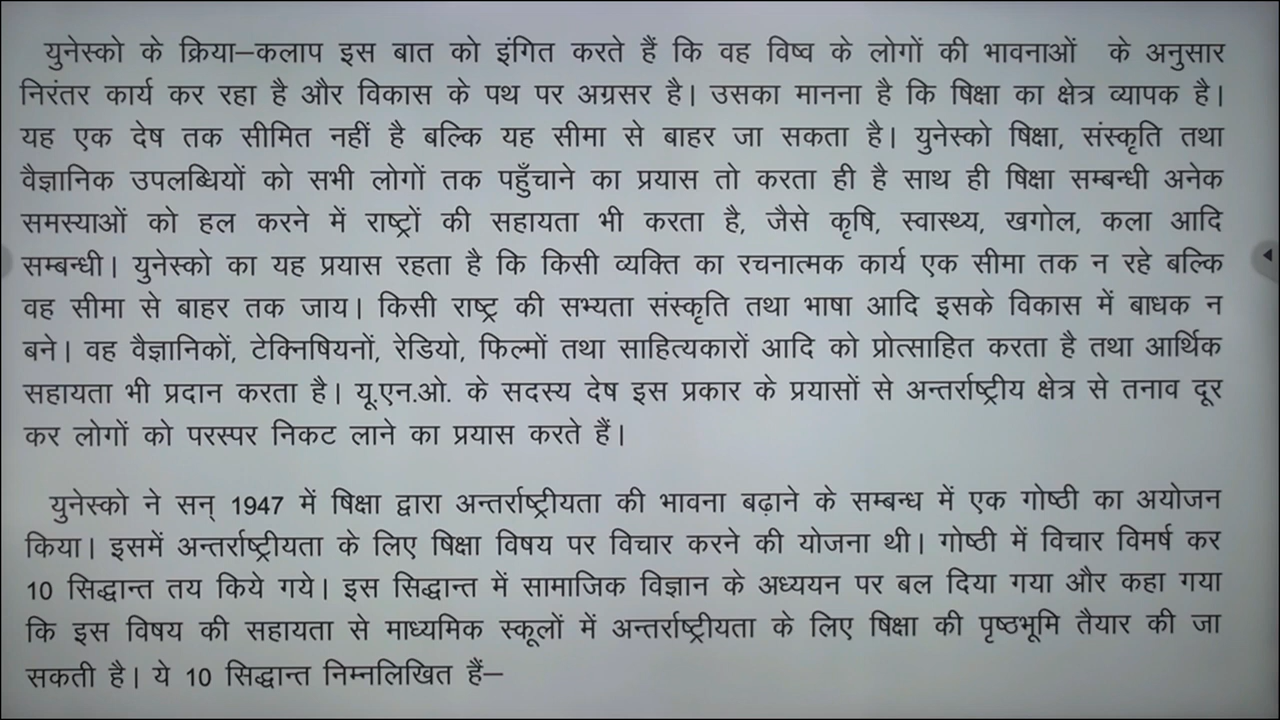 युनेस्को के क्रिया–कलाप इस बात को इंगित करते हैं कि वह विष्व के लोगों की भावनाओं के अनुसार
निरंतर कार्य कर रहा है और विकास के पथ पर अग्रसर है। उसका मानना है कि षिक्षा का क्षेत्र व्यापक है।
यह एक देष तक सीमित नहीं है बल्कि यह सीमा से बाहर जा सकता है। युनेस्को षिक्षा, संस्कृति तथा
वैज्ञानिक उपलब्धियों को सभी लोगों तक पहुँचाने का प्रयास तो करता ही है साथ ही षिक्षा सम्बन्धी अनेक
समस्याओं को हल करने में राष्ट्रों की सहायता भी करता है, जैसे कृषि, स्वास्थ्य, खगोल, कला आदि
सम्बन्धी। युनेस्को का यह प्रयास रहता है कि किसी व्यक्ति का रचनात्मक कार्य एक सीमा तक न रहे बल्कि
वह सीमा से बाहर तक जाय। किसी राष्ट्र की सभ्यता संस्कृति तथा भाषा आदि इसके विकास में बाधक न
बने। वह वैज्ञानिकों, टेक्निषियनों, रेडियो, फिल्मों तथा साहित्यकारों आदि को प्रोत्साहित करता है तथा आर्थिक
सहायता भी प्रदान करता है। यू.एन.ओ. के सदस्य देष इस प्रकार के प्रयासों से अन्तर्राष्ट्रीय क्षेत्र से तनाव दूर
कर लोगों को परस्पर निकट लाने का प्रयास करते हैं।
युनेस्को ने सन् 1947 में षिक्षा द्वारा अन्तर्राष्ट्रीयता की भावना बढ़ाने के सम्बन्ध में एक गोष्ठी का अयोजन
किया। इसमें अन्तर्राष्ट्रीयता के लिए षिक्षा विषय पर विचार करने की योजना थी। गोष्ठी में विचार विमर्ष कर
10 सिद्धान्त तय किये गये। इस सिद्धान्त में सामाजिक विज्ञान के अध्ययन पर बल दिया गया और कहा गया
कि इस विषय की सहायता से माध्यमिक स्कूलों में अन्तर्राष्ट्रीयता के लिए षिक्षा की पृष्ठभूमि तैयार की जा
सकती है। ये 10 सिद्धान्त निम्नलिखित हैं–